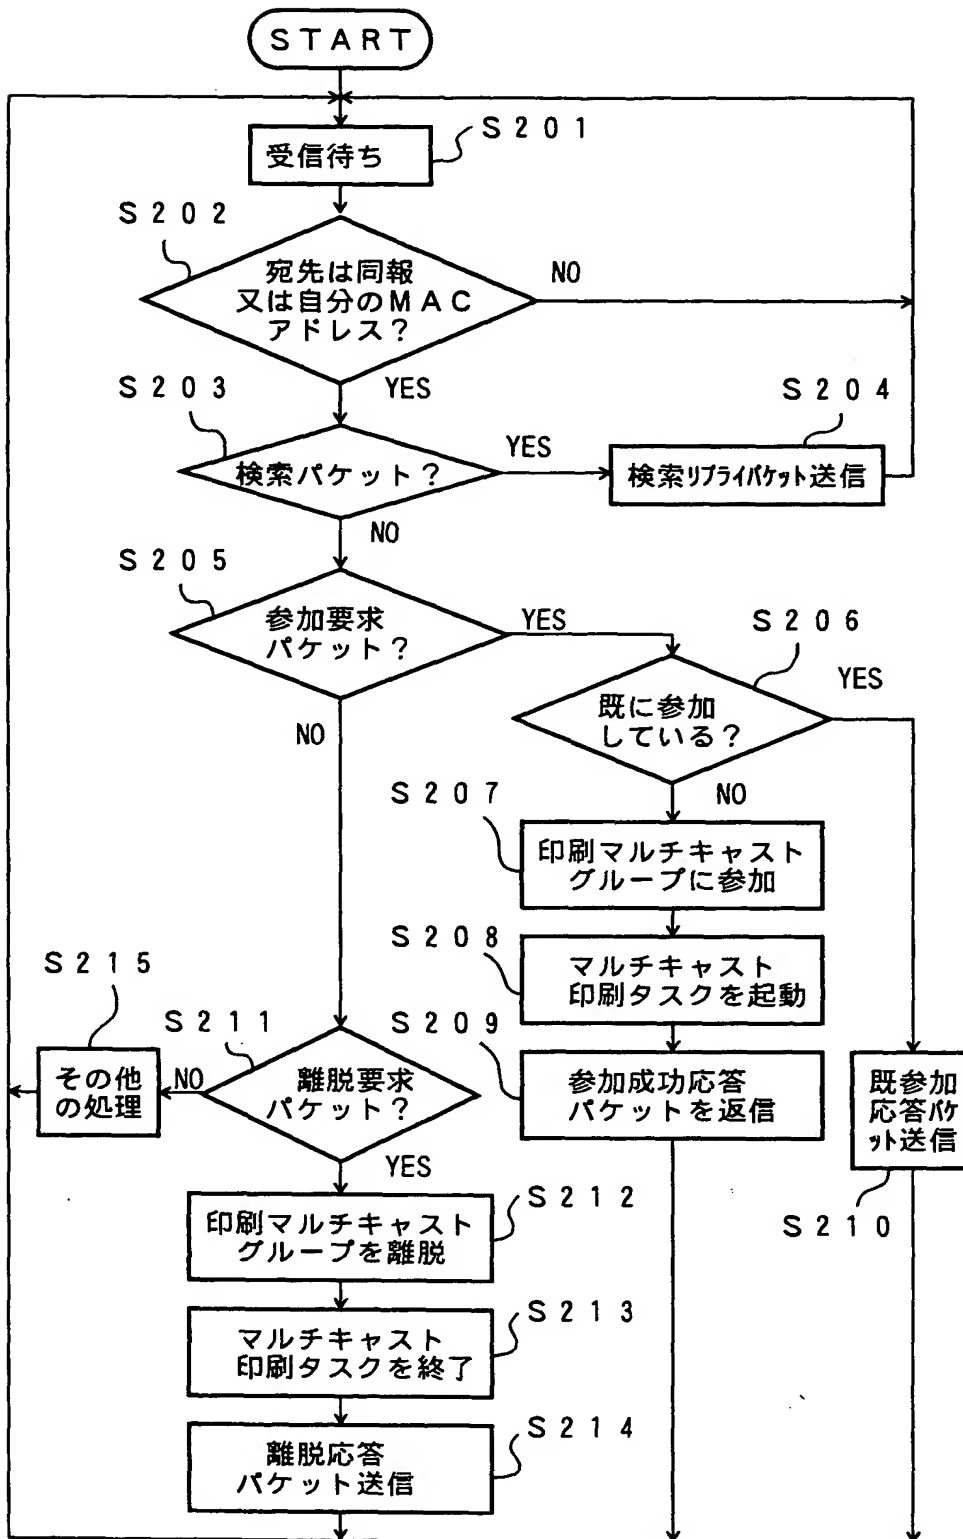 START
S201
受信待ち
S202
宛先は同報
又は自分のMAC
アドレス?
NO
YES
S203
検索パケット?
YES
S204
検索リプライパケット送信
NO
S205
参加要求
パケット?
YES
S206
既に参加
している?
YES
NO
NO
S207
印刷マルチキャスト
グループに参加
S208
マルチキャスト
印刷タスクを起動
S209
参加成功応答
パケットを返信
既参加
応答パケ
ット送信
S210
S211
離脱要求
パケット?
NO
S215
その他
の処理
YES
S212
印刷マルチキャスト
グループを離脱
S213
マルチキャスト
印刷タスクを終了
S214
離脱応答
パケット送信